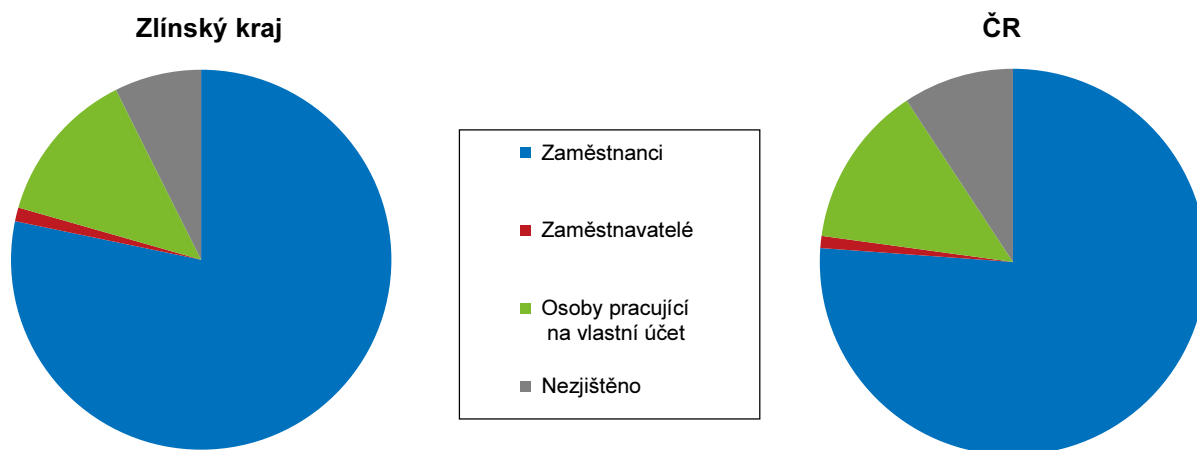 Zlínský kraj
ČR
Zaměstnanci
Zaměstnavatelé
Osoby pracující
na vlastní účet
Nezjištěno